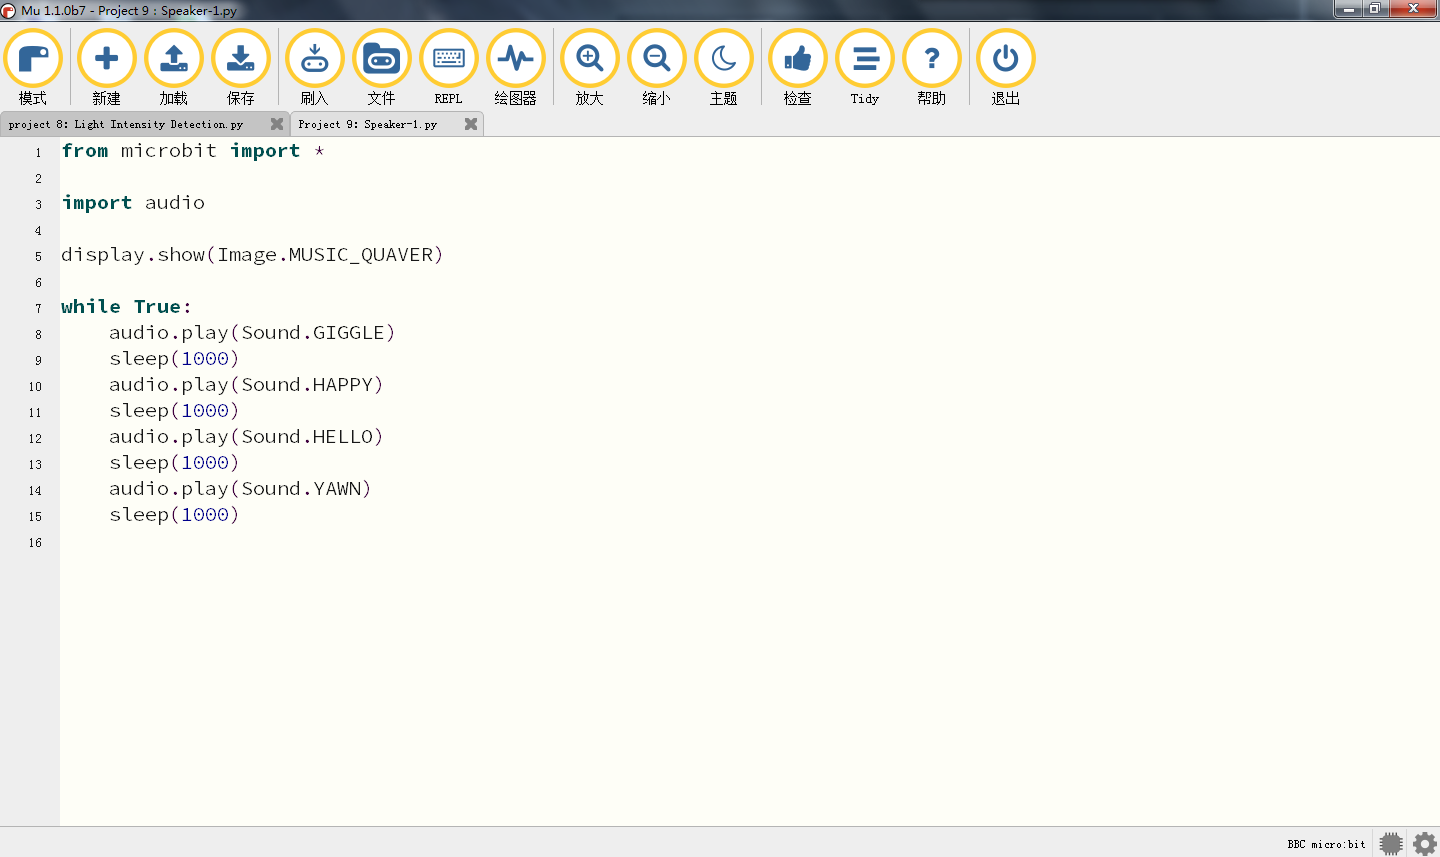 Mu 1.1.0b7 - Project 9 : Speaker-1.py
模式 新建 加载 保存 刷入 文件 REPL 绘图器 放大 缩小 主题 检查 Tidy 帮助 退出
project 8: Light Intensity Detection.py Project 9: Speaker-1.py
1 from microbit import *
2
3 import audio
4
5 display.show(Image.MUSIC_QUAVER)
6
7 while True:
8 audio.play(Sound.GIGGLE)
9 sleep(1000)
10 audio.play(Sound.HAPPY)
11 sleep(1000)
12 audio.play(Sound.HELLO)
13 sleep(1000)
14 audio.play(Sound.YAWN)
15 sleep(1000)
16
BBC micro:bit